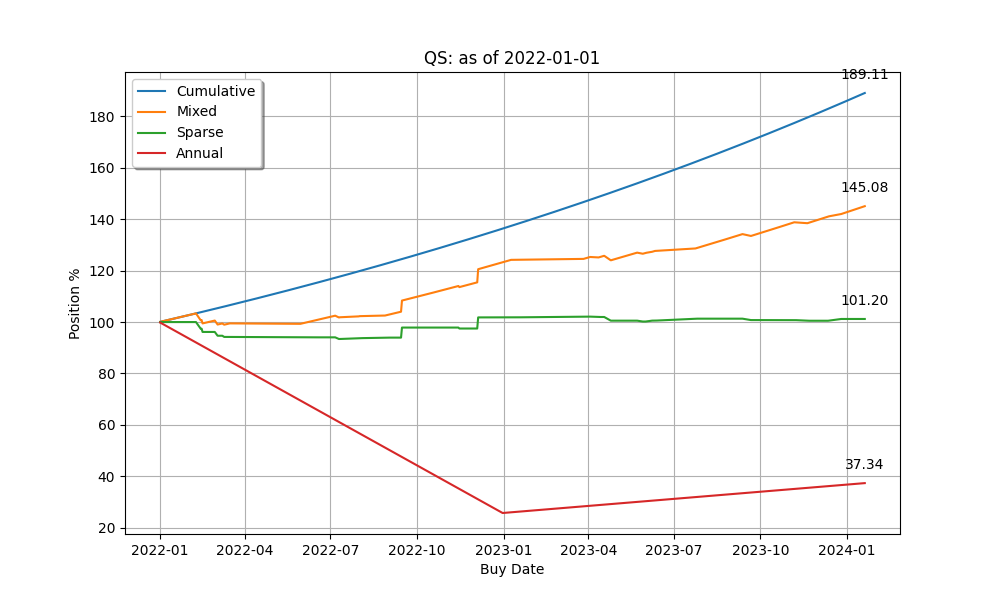 QS: as of 2022-01-01
189.11
Cumulative
Mixed
Sparse
Annual
145.08
101.20
37.34
180
160
140
120
100
80
60
40
20
Position %
2022-01 2022-04 2022-07 2022-10 2023-01 2023-04 2023-07 2023-10 2024-01
Buy Date